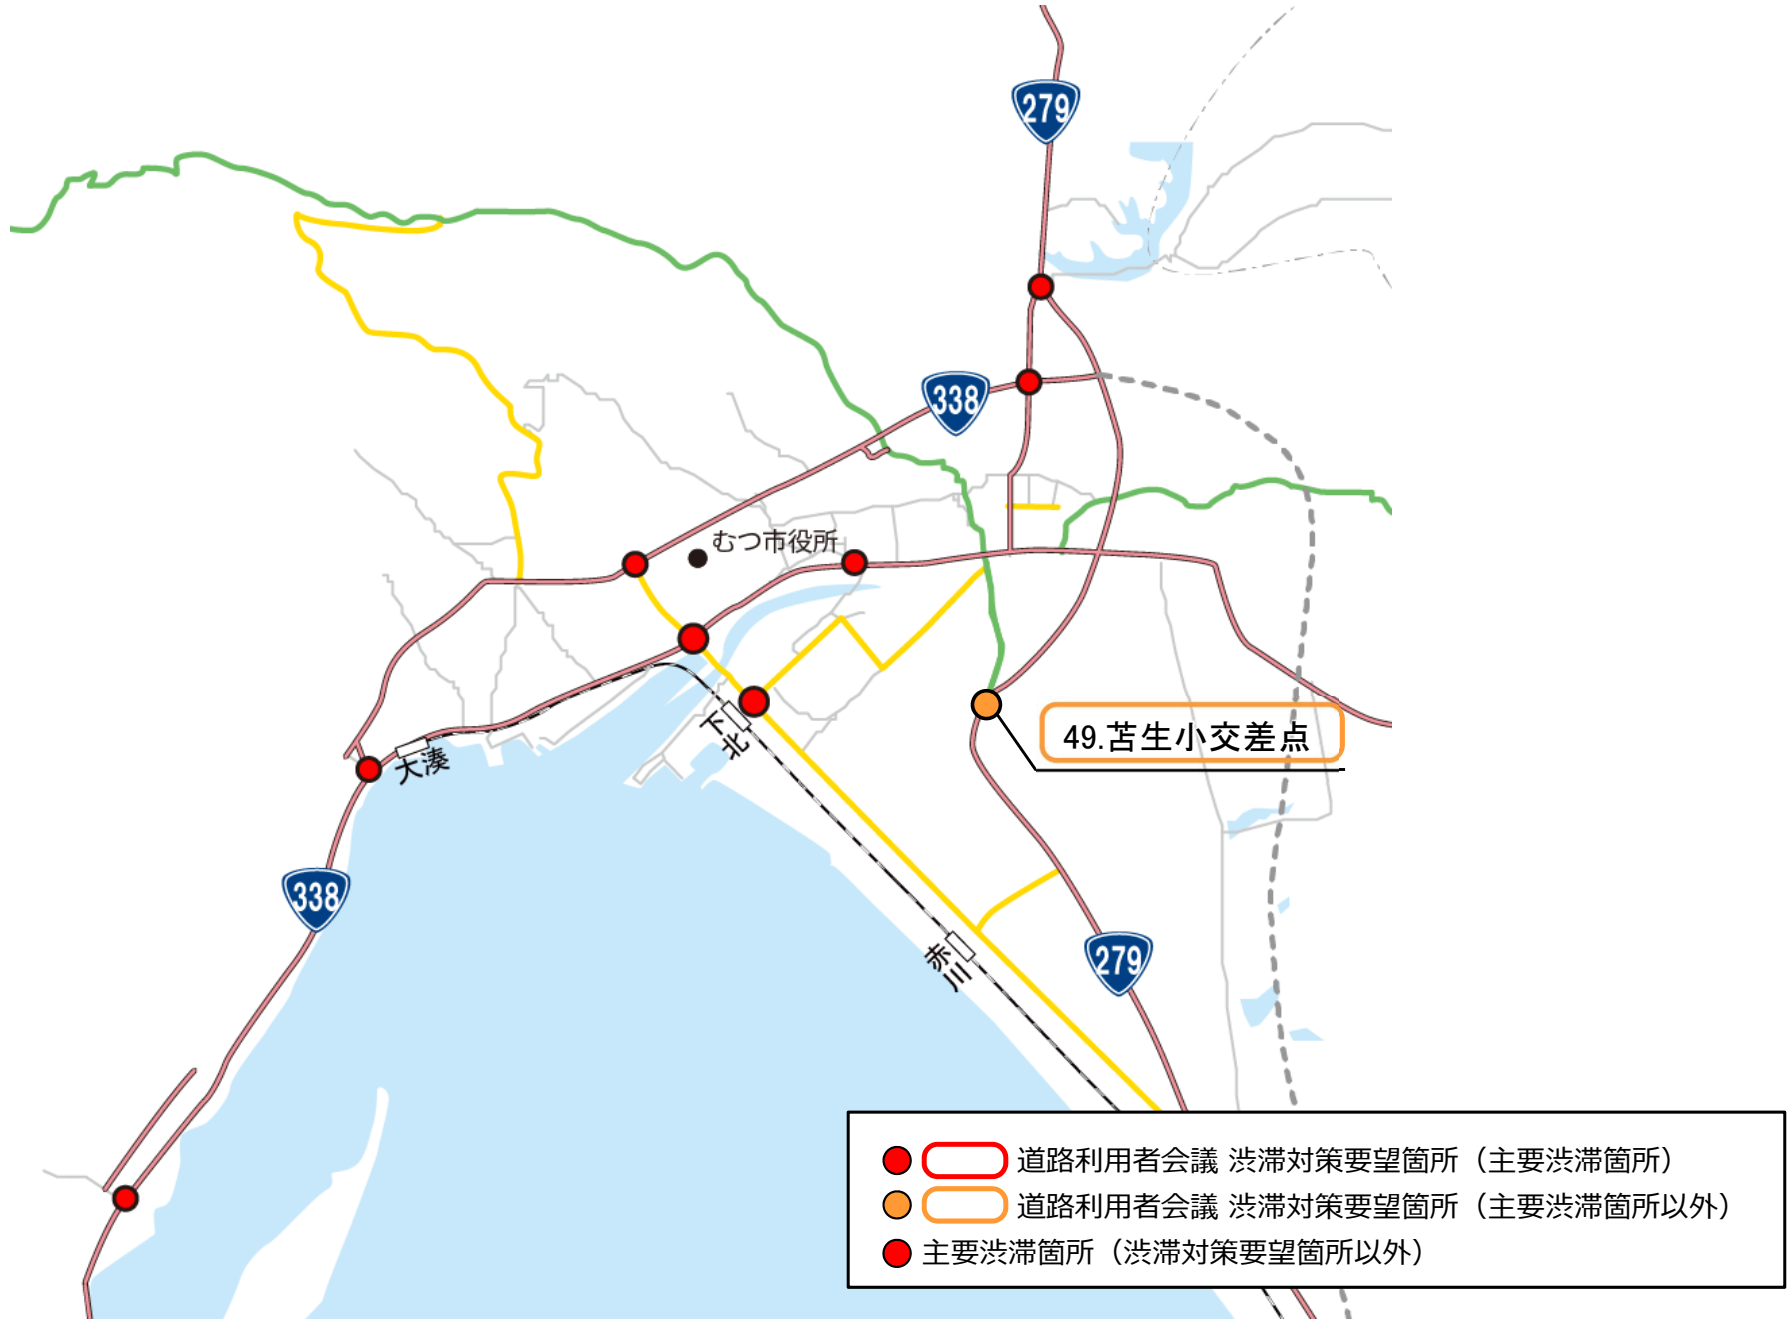 279
338
むつ市役所
49.苫生小交差点
下北
大湊
338
赤川
279
道路利用者会議 渋滞対策要望箇所（主要渋滞箇所）
道路利用者会議 渋滞対策要望箇所（主要渋滞箇所以外）
主要渋滞箇所（渋滞対策要望箇所以外）